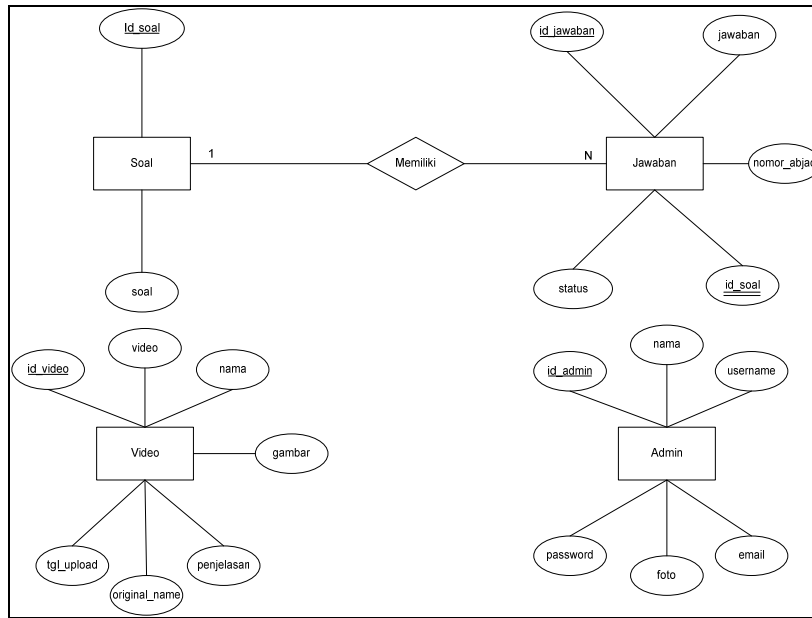 Id_soal
id_jawaban
jawaban
Soal
1
Memiliki
N
Jawaban
nomor_abjad
soal
status
id_soal
id_video
video
nama
id_admin
nama
username
Video
gambar
Admin
tgl_upload
original_name
penjelasan
password
foto
email